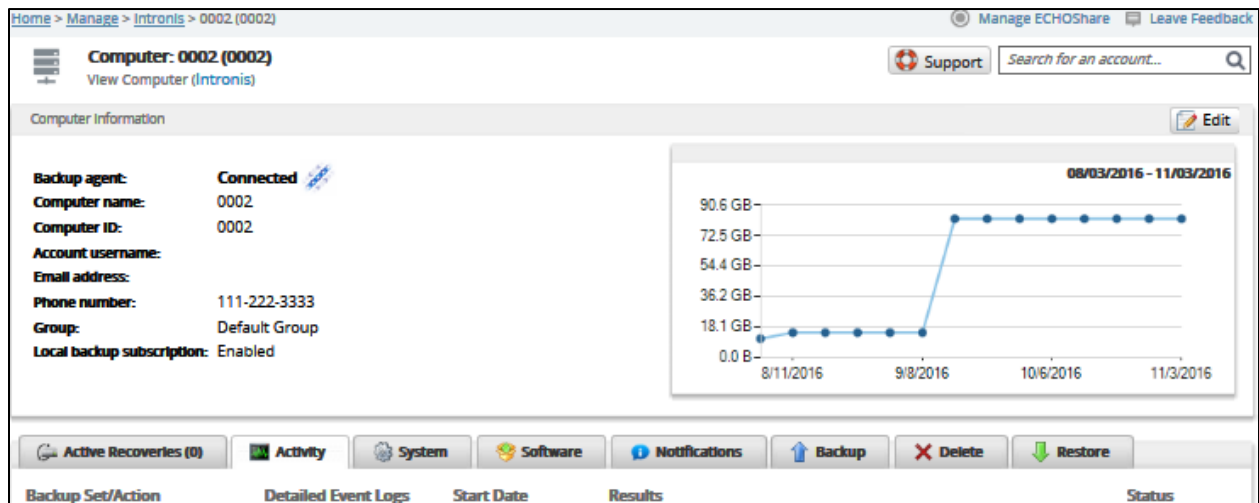 Home > Manage > Intronis > 0002 (0002)
Manage ECHOShare Leave Feedback
Computer: 0002 (0002)
View Computer (Intronis)
Support Search for an account...
Computer Information
Edit
Backup agent: Connected
Computer name: 0002
Computer ID: 0002
Account username:
Email address:
Phone number: 111-222-3333
Group: Default Group
Local backup subscription: Enabled
08/03/2016 - 11/03/2016
90.6 GB
72.5 GB
54.4 GB
36.2 GB
18.1 GB
0.0 B
8/11/2016 9/8/2016 10/6/2016 11/3/2016
Active Recoveries (0) Activity System Software Notifications Backup Delete Restore
Backup Set/Action Detailed Event Logs Start Date Results Status